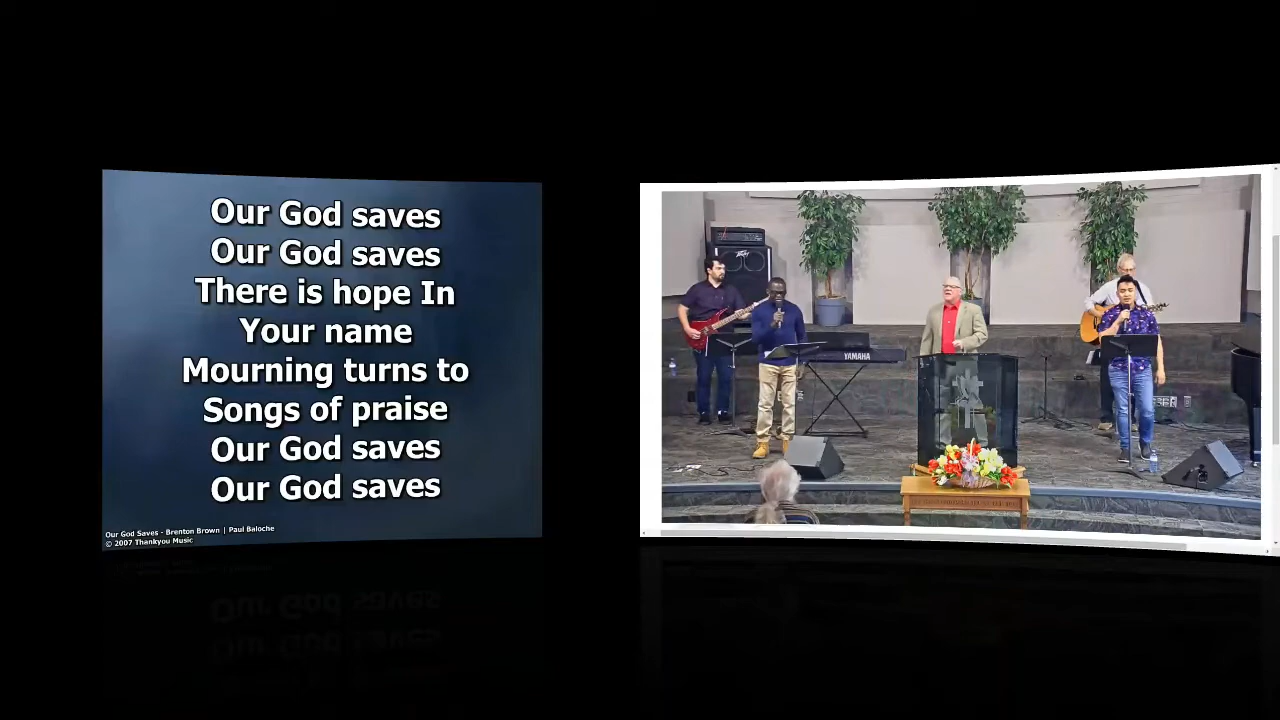 Our God saves
Our God saves
There is hope In
Your name
Mourning turns to
Songs of praise
Our God saves
Our God saves
Our God Saves - Brenton Brown | Paul Baloche
© 2007 Thankyou Music
PEAVEY
YAMAHA